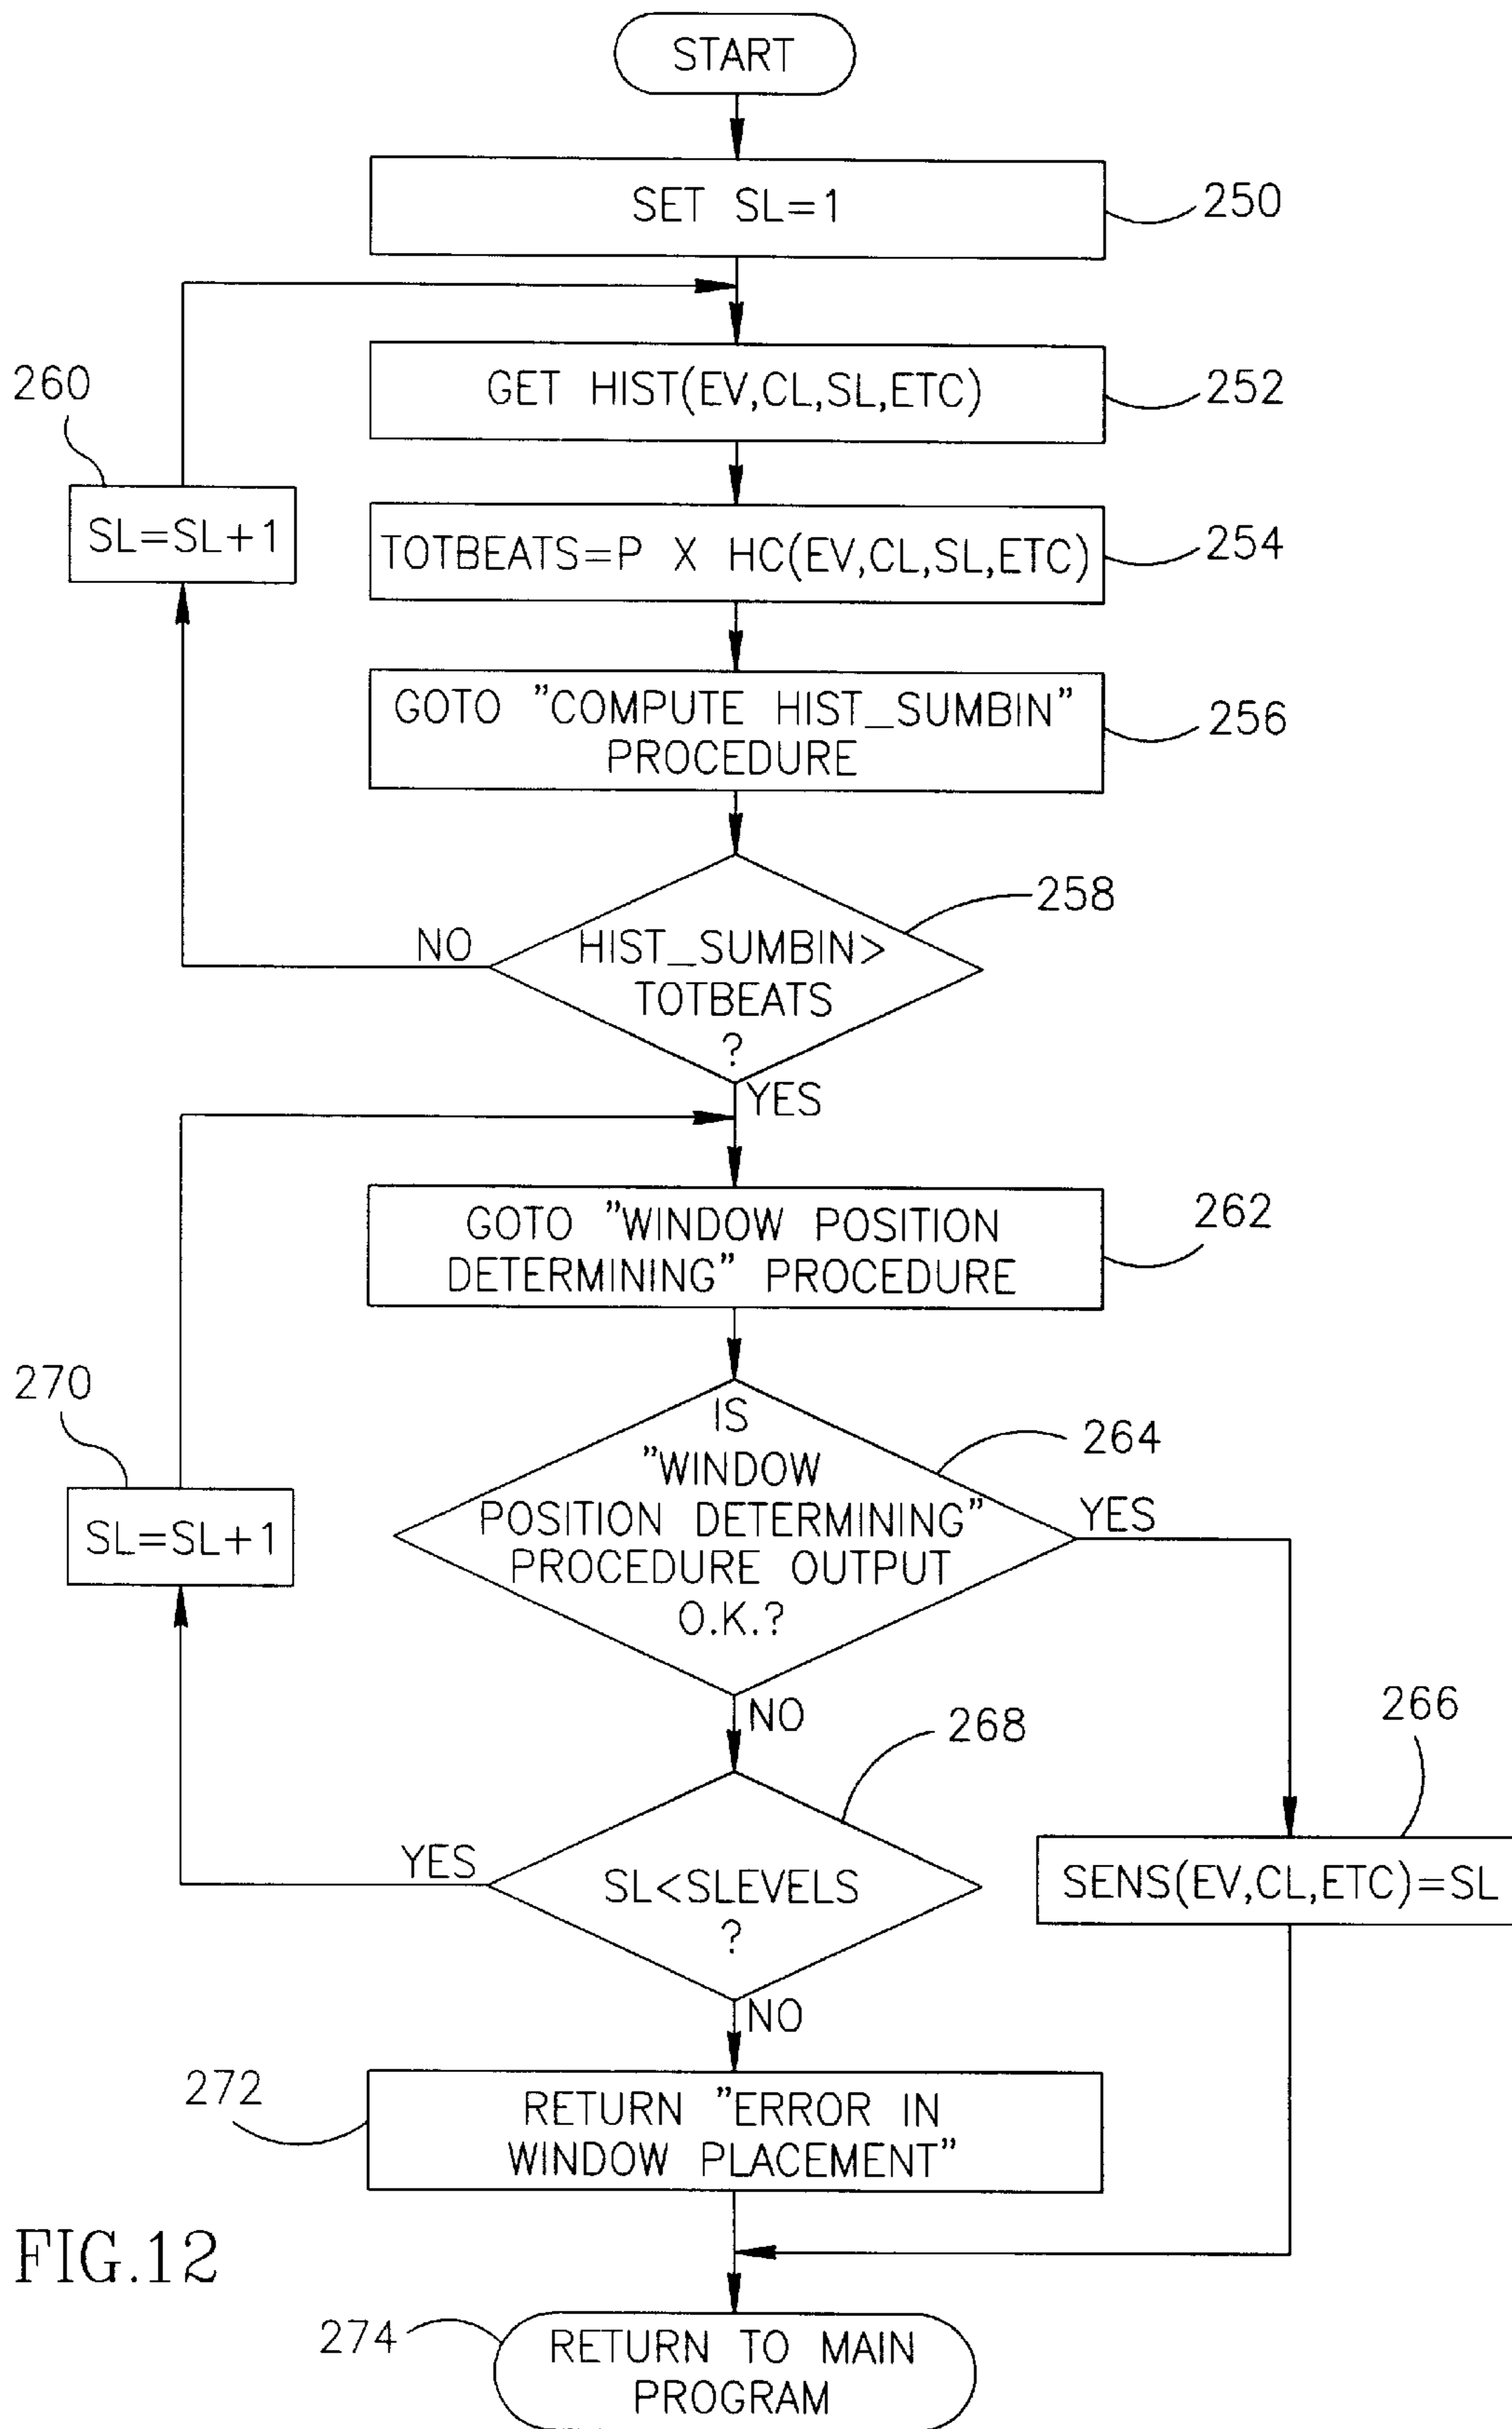 START
SET SL=1
250
GET HIST(EV,CL,SL,ETC)
252
260
SL=SL+1
TOTBEATS=P X HC(EV,CL,SL,ETC)
254
GOTO "COMPUTE HIST_SUMBIN"
PROCEDURE
256
258
NO
HIST_SUMBIN>
TOTBEATS
?
YES
GOTO "WINDOW POSITION
DETERMINING" PROCEDURE
262
270
SL=SL+1
IS
"WINDOW
POSITION DETERMINING"
PROCEDURE OUTPUT
O.K.?
264
YES
NO
268
266
YES
SL<SLEVELS
?
SENS(EV,CL,ETC)=SL
NO
272
RETURN "ERROR IN
WINDOW PLACEMENT"
FIG.12
274
RETURN TO MAIN
PROGRAM